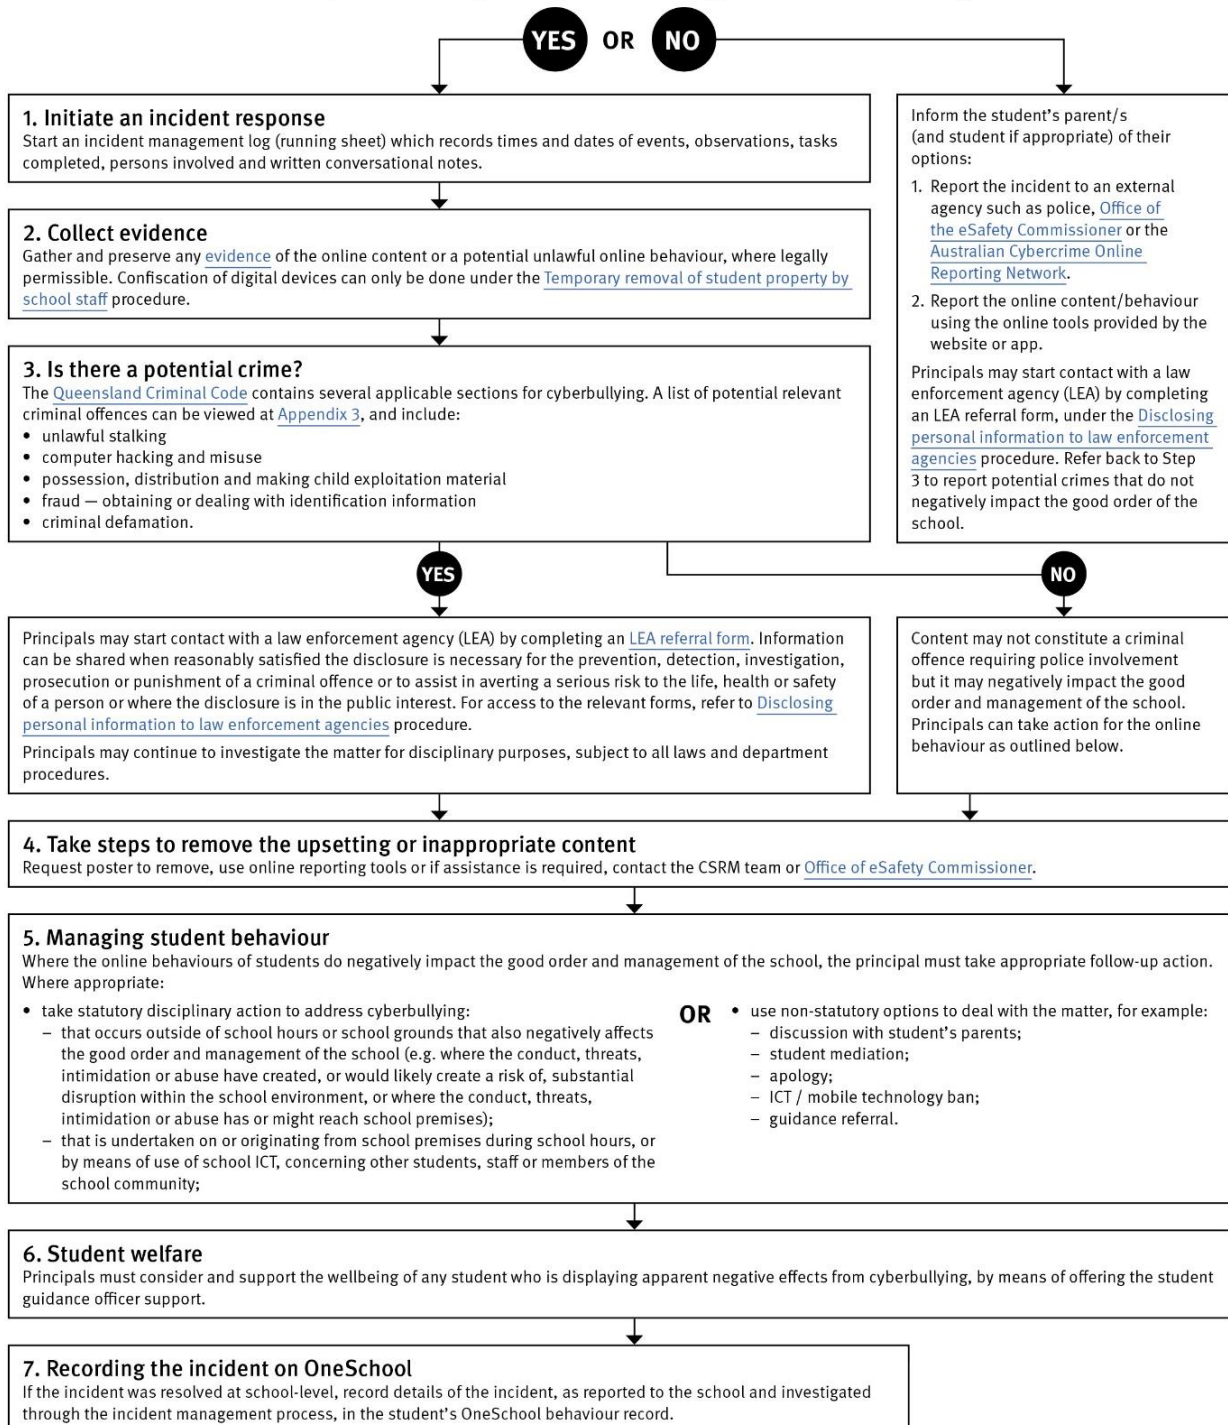 YES OR NO
1. Initiate an incident response
Start an incident management log (running sheet) which records times and dates of events, observations, tasks
completed, persons involved and written conversational notes.
2. Collect evidence
Gather and preserve any evidence of the online content or a potential unlawful online behaviour, where legally
permissible. Confiscation of digital devices can only be done under the Temporary removal of student property by
school staff procedure.
3. Is there a potential crime?
The Queensland Criminal Code contains several applicable sections for cyberbullying. A list of potential relevant
criminal offences can be viewed at Appendix 3, and include:
• unlawful stalking
• computer hacking and misuse
• possession, distribution and making child exploitation material
• fraud — obtaining or dealing with identification information
• criminal defamation.
Inform the student's parent/s
(and student if appropriate) of their
options:
1. Report the incident to an external
agency such as police, Office of
the eSafety Commissioner or the
Australian Cybercrime Online
Reporting Network.
2. Report the online content/behaviour
using the online tools provided by the
website or app.
Principals may start contact with a law
enforcement agency (LEA) by completing
an LEA referral form, under the Disclosing
personal information to law enforcement
agencies procedure. Refer back to Step
3 to report potential crimes that do not
negatively impact the good order of the
school.
YES
NO
Principals may start contact with a law enforcement agency (LEA) by completing an LEA referral form. Information
can be shared when reasonably satisfied the disclosure is necessary for the prevention, detection, investigation,
prosecution or punishment of a criminal offence or to assist in averting a serious risk to the life, health or safety
of a person or where the disclosure is in the public interest. For access to the relevant forms, refer to Disclosing
personal information to law enforcement agencies procedure.
Principals may continue to investigate the matter for disciplinary purposes, subject to all laws and department
procedures.
Content may not constitute a criminal
offence requiring police involvement
but it may negatively impact the good
order and management of the school.
Principals can take action for the online
behaviour as outlined below.
4. Take steps to remove the upsetting or inappropriate content
Request poster to remove, use online reporting tools or if assistance is required, contact the CSRM team or Office of eSafety Commissioner.
5. Managing student behaviour
Where the online behaviours of students do negatively impact the good order and management of the school, the principal must take appropriate follow-up action.
Where appropriate:
• take statutory disciplinary action to address cyberbullying:
– that occurs outside of school hours or school grounds that also negatively affects
the good order and management of the school (e.g. where the conduct, threats,
intimidation or abuse have created, or would likely create a risk of, substantial
disruption within the school environment, or where the conduct, threats,
intimidation or abuse has or might reach school premises);
– that is undertaken on or originating from school premises during school hours, or
by means of use of school ICT, concerning other students, staff or members of the
school community;
OR
• use non-statutory options to deal with the matter, for example:
– discussion with student's parents;
– student mediation;
– apology;
– ICT / mobile technology ban;
– guidance referral.
6. Student welfare
Principals must consider and support the wellbeing of any student who is displaying apparent negative effects from cyberbullying, by means of offering the student
guidance officer support.
7. Recording the incident on OneSchool
If the incident was resolved at school-level, record details of the incident, as reported to the school and investigated
through the incident management process, in the student's OneSchool behaviour record.